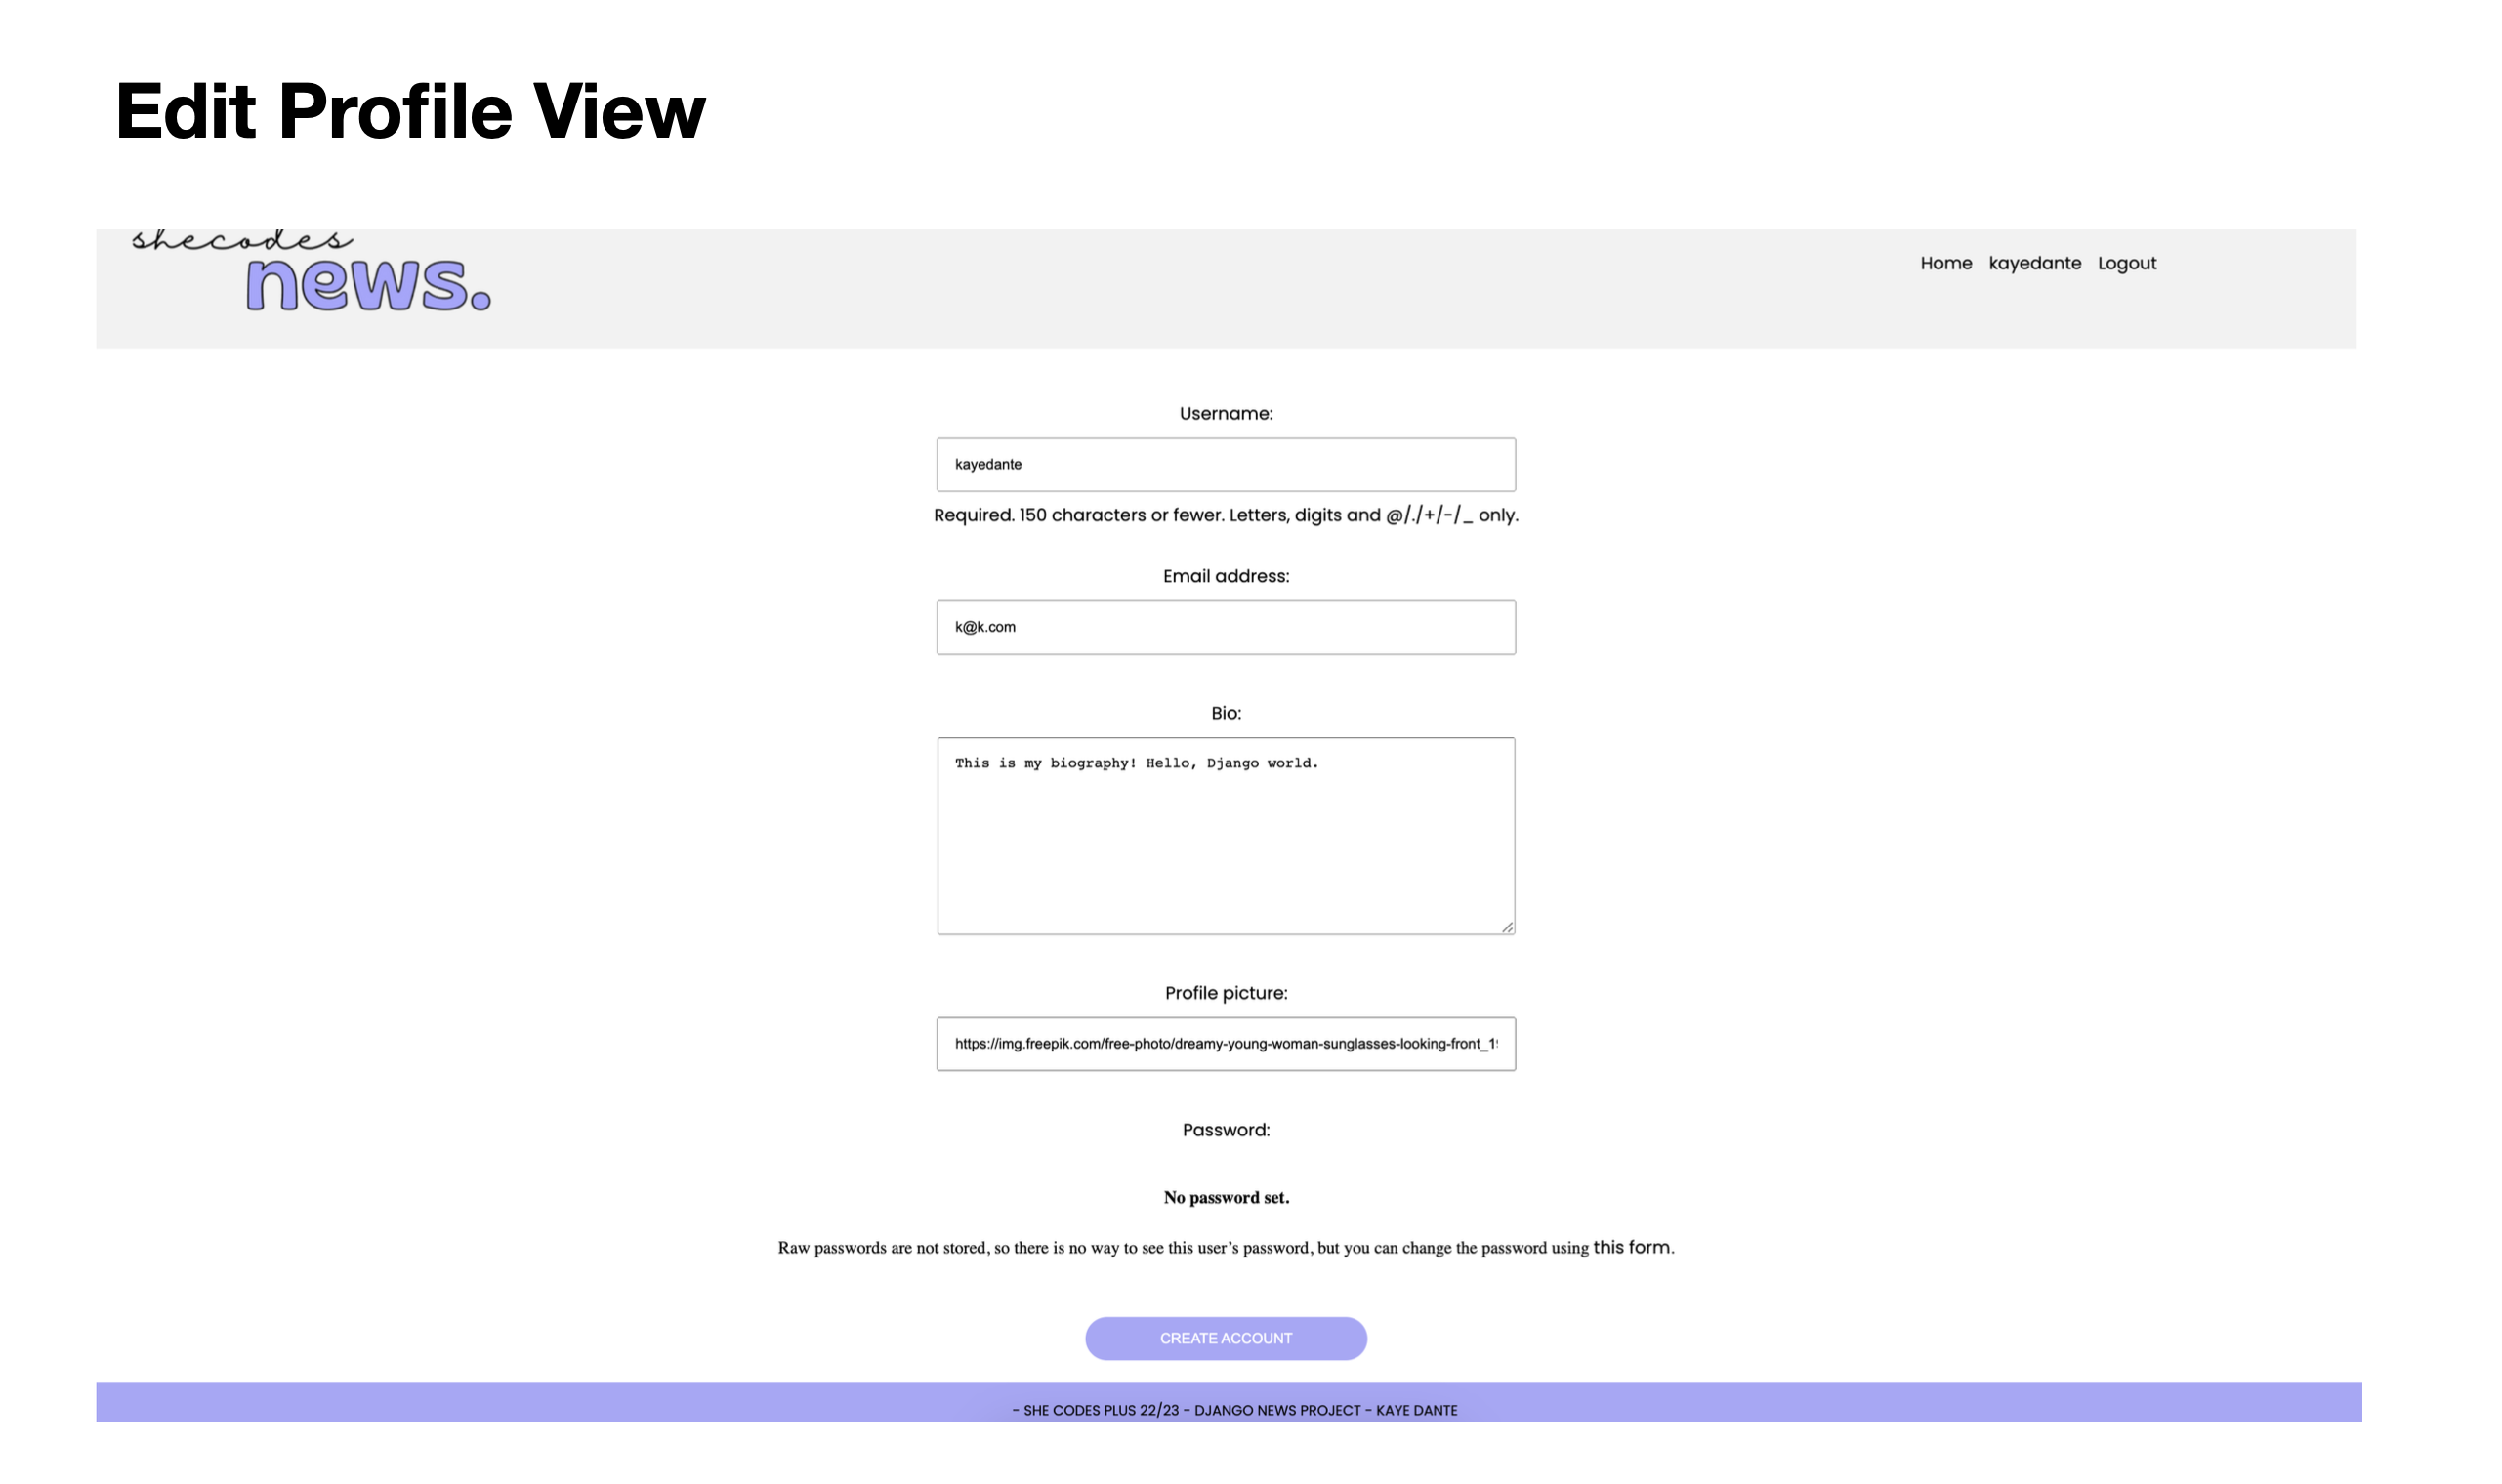 Edit Profile View
shecodes
news.
Home kayedante Logout
Username:
kayedante
Required. 150 characters or fewer. Letters, digits and @/./+/-/_ only.
Email address:
k@k.com
Bio:
This is my biography! Hello, Django world.
Profile picture:
https://img.freepik.com/free-photo/dreamy-young-woman-sunglasses-looking-front_1
Password:
No password set.
Raw passwords are not stored, so there is no way to see this user’s password, but you can change the password using this form.
CREATE ACCOUNT
- SHE CODES PLUS 22/23 - DJANGO NEWS PROJECT - KAYE DANTE